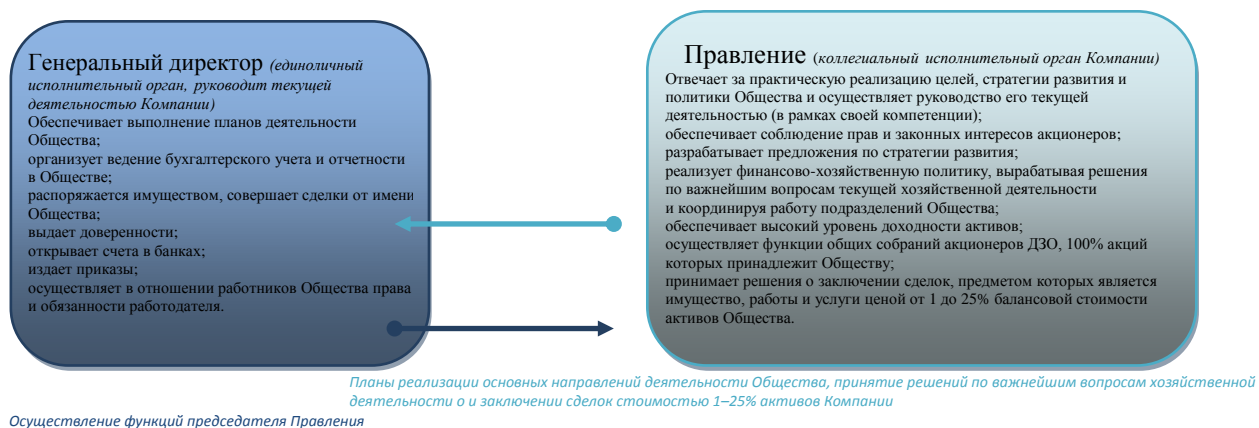 Генеральный директор (единоличный
исполнительный орган, руководит текущей
деятельностью Компании)
Обеспечивает выполнение планов деятельности
Общества;
организует ведение бухгалтерского учета и отчетности
в Обществе;
распоряжается имуществом, совершает сделки от имени
Общества;
выдает доверенности;
открывает счета в банках;
издает приказы;
осуществляет в отношении работников Общества права
и обязанности работодателя.
Правление (коллегиальный исполнительный орган Компании)
Отвечает за практическую реализацию целей, стратегии развития и
политики Общества и осуществляет руководство его текущей
деятельностью (в рамках своей компетенции);
обеспечивает соблюдение прав и законных интересов акционеров;
разрабатывает предложения по стратегии развития;
реализует финансово-хозяйственную политику, вырабатывая решения
по важнейшим вопросам текущей хозяйственной деятельности
и координируя работу подразделений Общества;
обеспечивает высокий уровень доходности активов;
осуществляет функции общих собраний акционеров ДЗО, 100% акций
которых принадлежит Обществу;
принимает решения о заключении сделок, предметом которых является
имущество, работы и услуги ценой от 1 до 25% балансовой стоимости
активов Общества.
Планы реализации основных направлений деятельности Общества, принятие решений по важнейшим вопросам хозяйственной
деятельности о и заключении сделок стоимостью 1–25% активов Компании
Осуществление функций председателя Правления